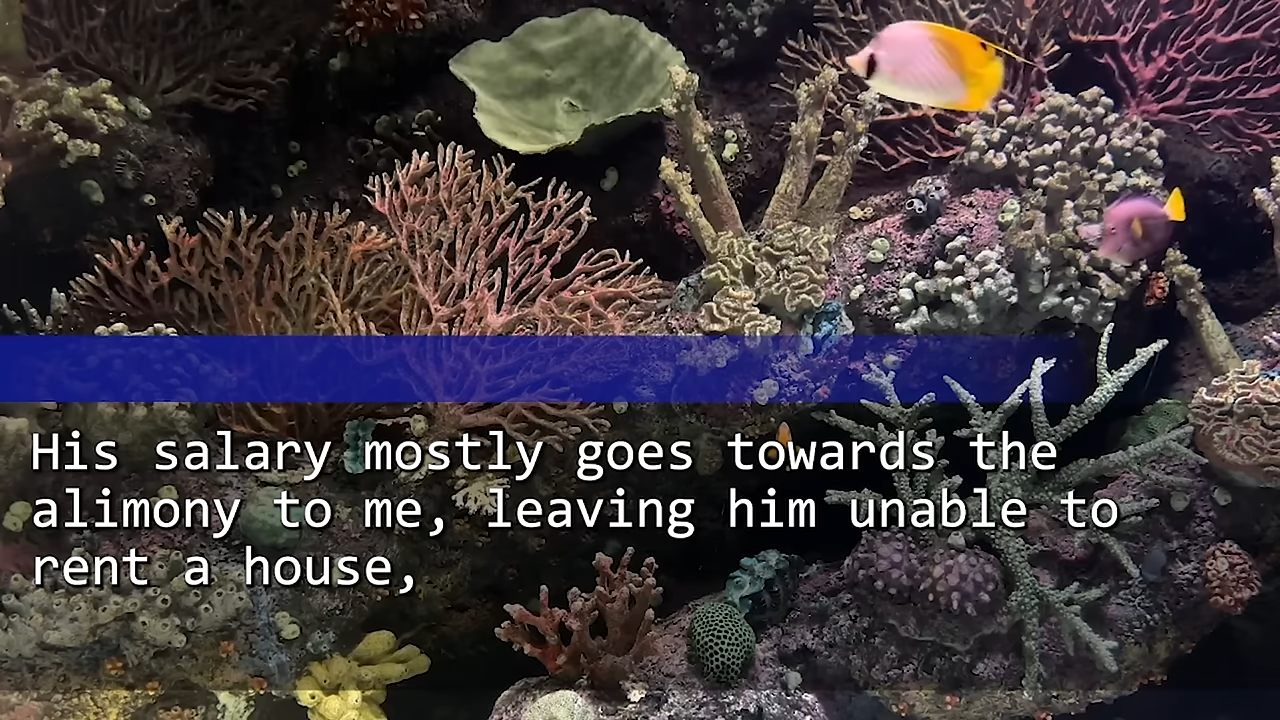 His salary mostly goes towards the
alimony to me, leaving him unable to
rent a house,